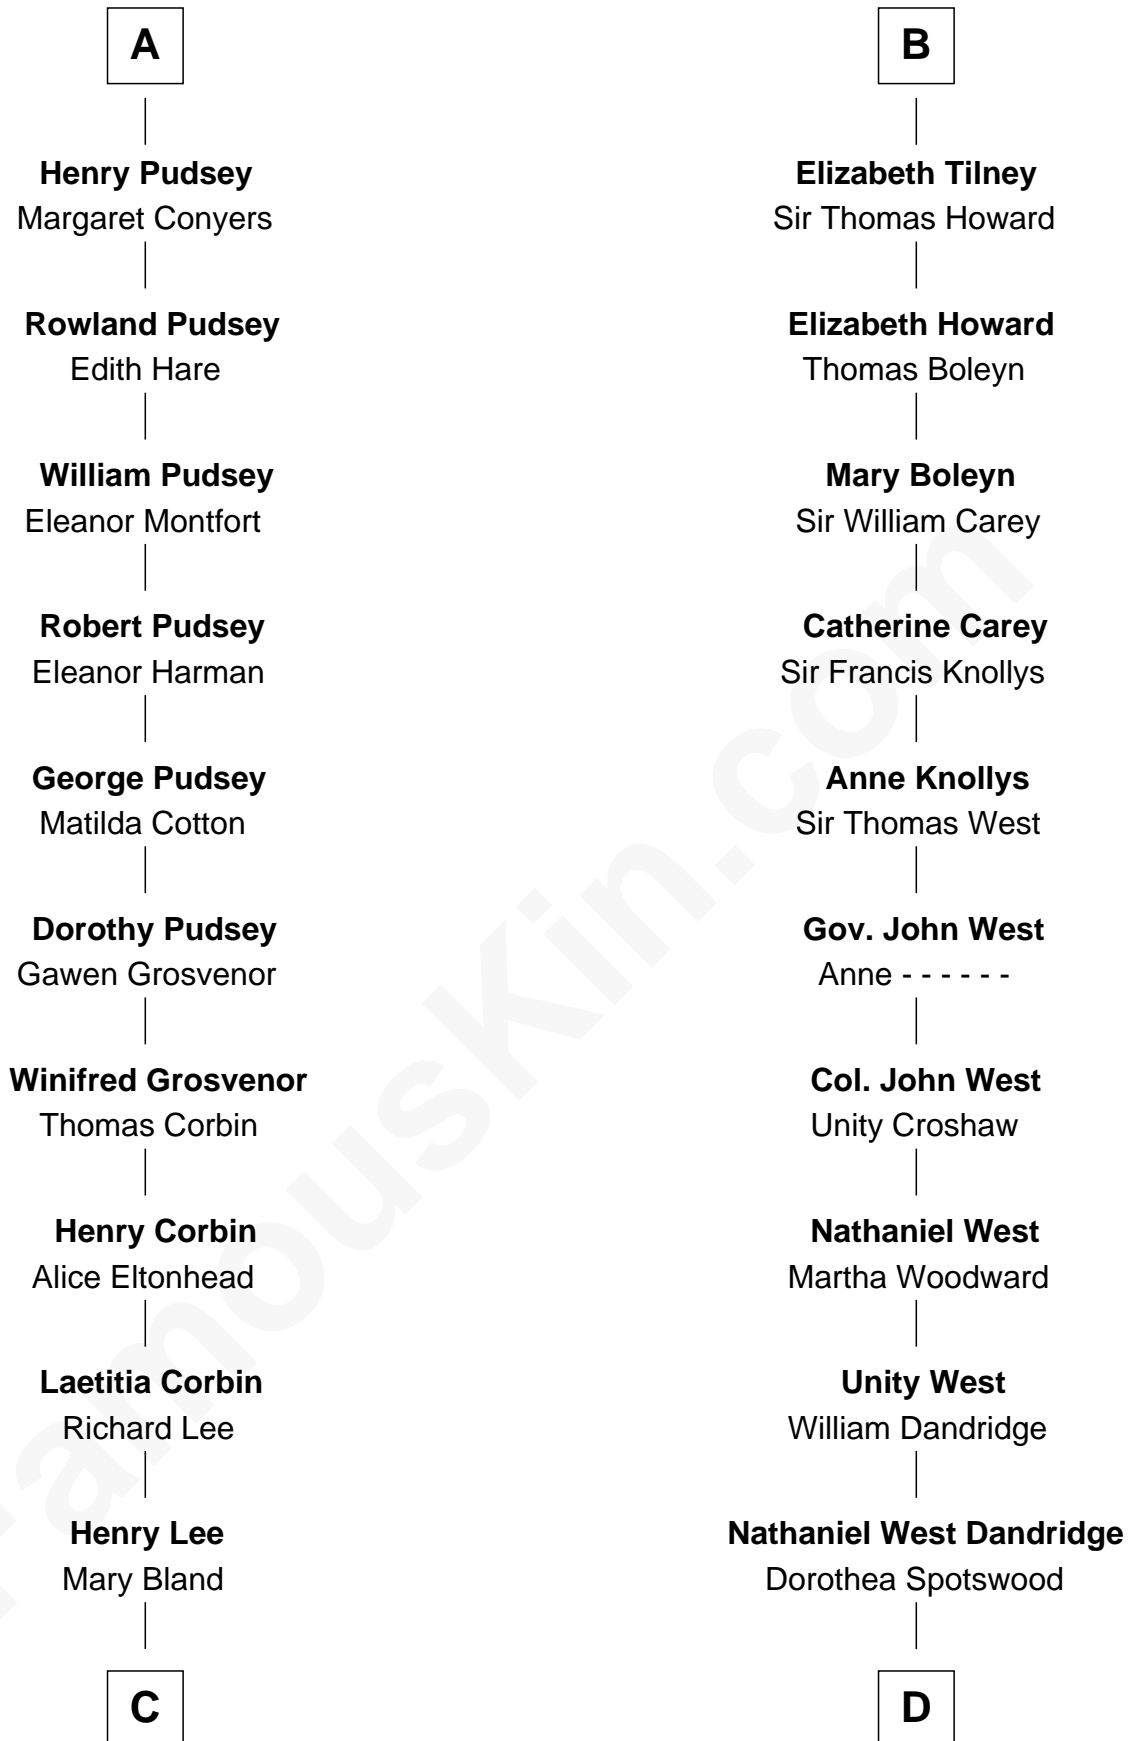 A
Henry Pudsey
Margaret Conyers
Rowland Pudsey
Edith Hare
William Pudsey
Eleanor Montfort
Robert Pudsey
Eleanor Harman
George Pudsey
Matilda Cotton
Dorothy Pudsey
Gawen Grosvenor
Winifred Grosvenor
Thomas Corbin
Henry Corbin
Alice Eltonhead
Laetitia Corbin
Richard Lee
Henry Lee
Mary Bland
C
B
Elizabeth Tilney
Sir Thomas Howard
Elizabeth Howard
Thomas Boleyn
Mary Boleyn
Sir William Carey
Catherine Carey
Sir Francis Knollys
Anne Knollys
Sir Thomas West
Gov. John West
Anne - - - - - -
Col. John West
Unity Croshaw
Nathaniel West
Martha Woodward
Unity West
William Dandridge
Nathaniel West Dandridge
Dorothea Spotswood
D
FamousKin.com